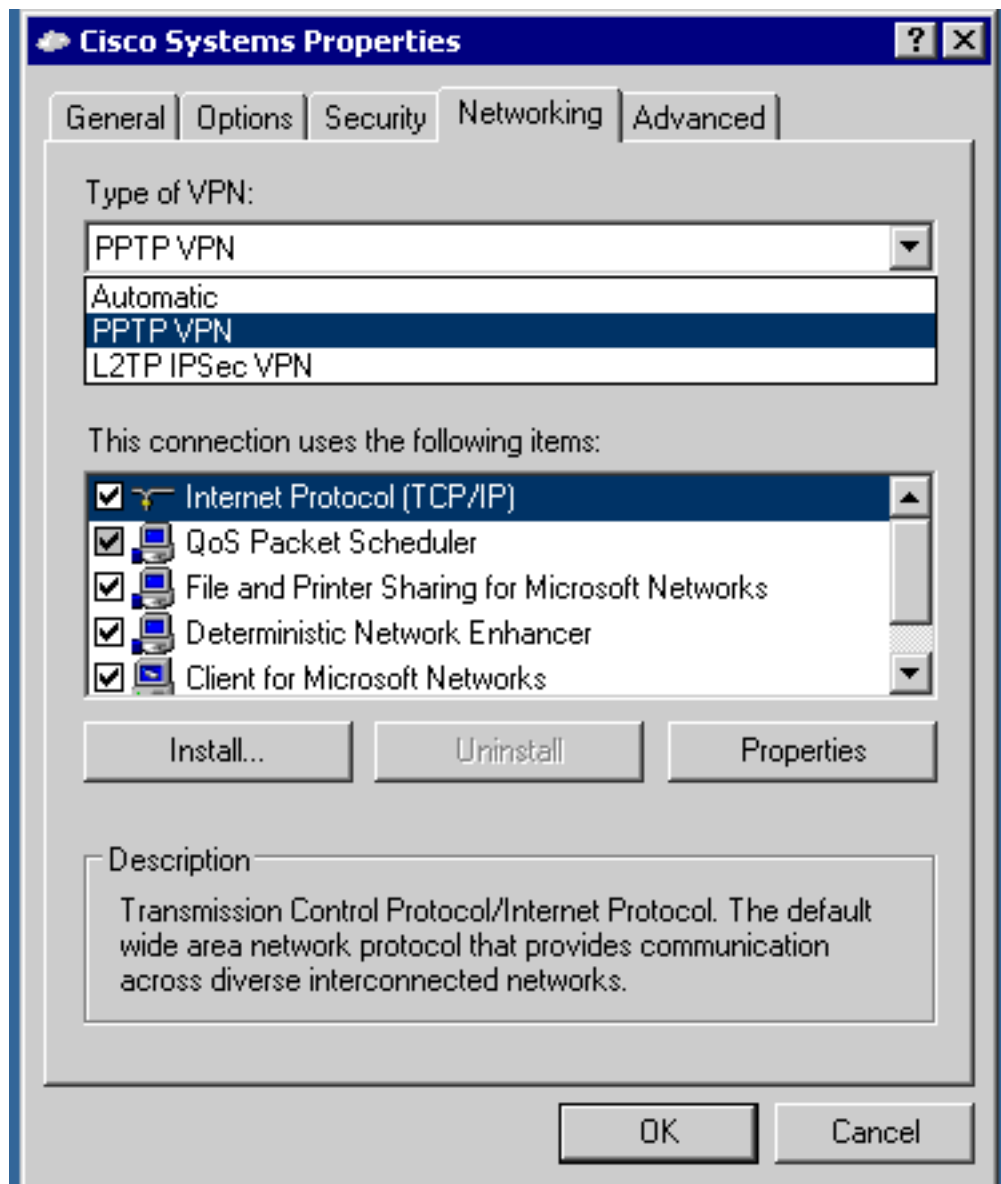 Cisco Systems Properties
General Options Security Networking Advanced
Type of VPN:
PPTP VPN
Automatic
PPTP VPN
L2TP IPSec VPN
This connection uses the following items:
Internet Protocol (TCP/IP)
QoS Packet Scheduler
File and Printer Sharing for Microsoft Networks
Deterministic Network Enhancer
Client for Microsoft Networks
Install... Uninstall Properties
Description
Transmission Control Protocol/Internet Protocol. The default
wide area network protocol that provides communication
across diverse interconnected networks.
OK Cancel